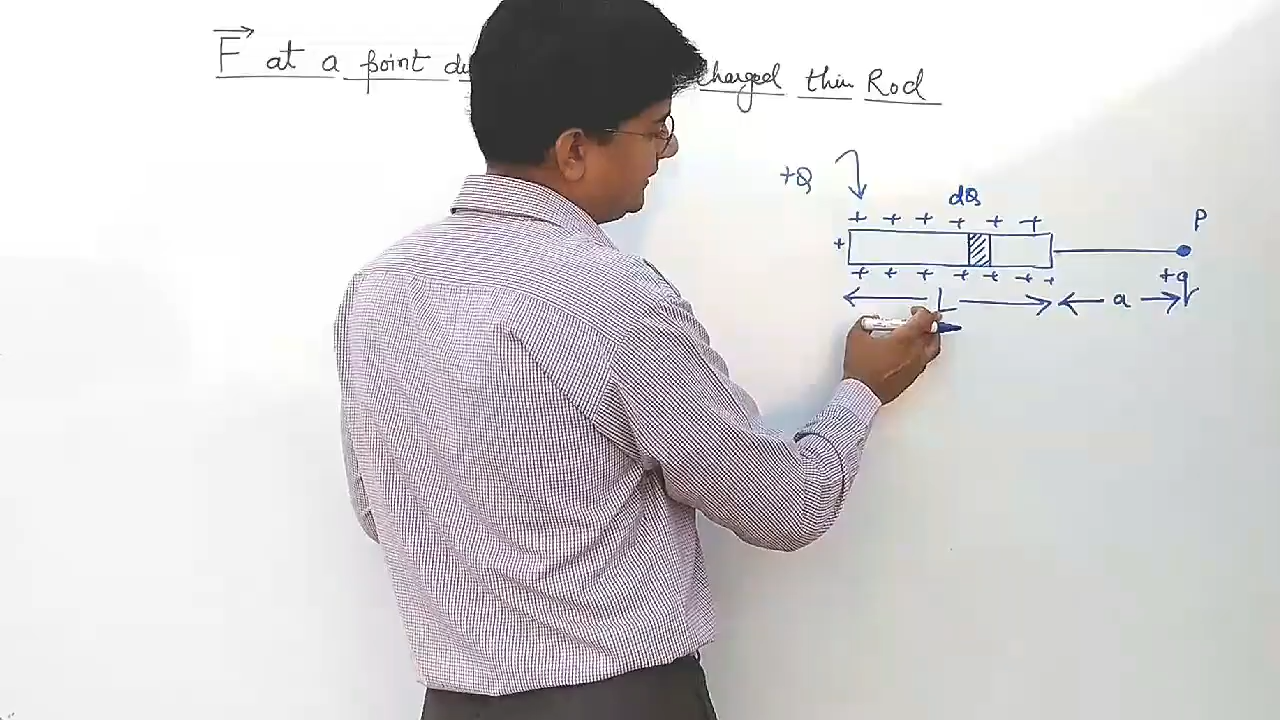 F at a point charged thin Rod
+Q
dQ
+ + + + + +
P
+
+ + + + + + +
+q
L a